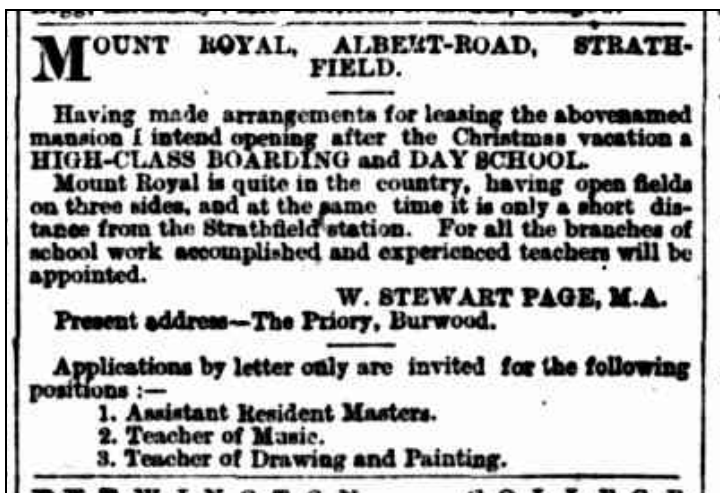 MOUNT ROYAL, ALBERT-ROAD, STRATH-
FIELD.
Having made arrangements for leasing the abovenamed
mansion I intend opening after the Christmas vacation a
HIGH-CLASS BOARDING and DAY SCHOOL.
Mount Royal is quite in the country, having open fields
on three sides, and at the same time it is only a short dis-
tance from the Strathfield station. For all the branches of
school work accomplished and experienced teachers will be
appointed.
W. STEWART PAGE, M.A.
Present address—The Priory, Burwood.
Applications by letter only are invited for the following
positions :—
1. Assistant Resident Masters.
2. Teacher of Music.
3. Teacher of Drawing and Painting.